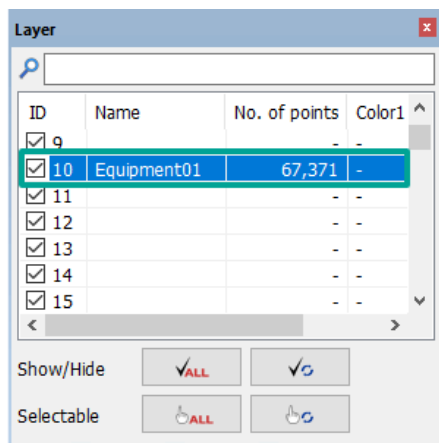 Layer
ID Name No. of points Color1
9 - -
10 Equipment01 67,371 -
11 - -
12 - -
13 - -
14 - -
15 - -
Show/Hide ALL
Selectable ALL